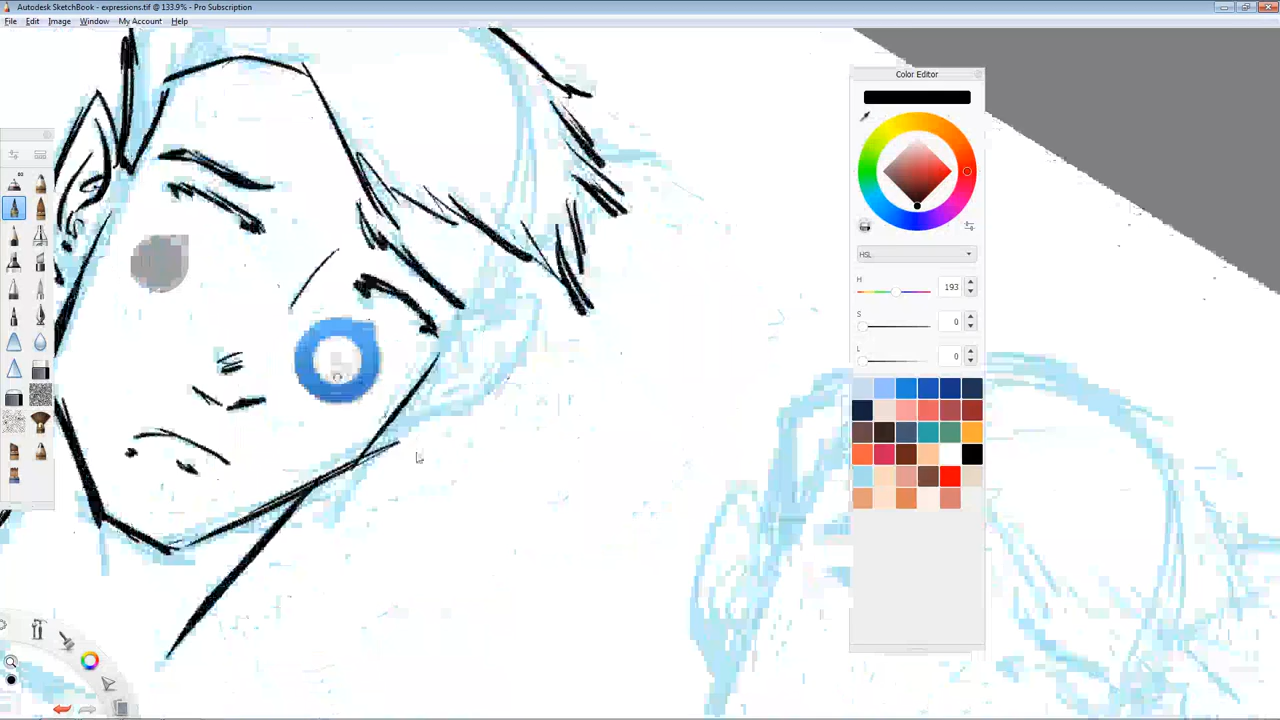 Autodesk SketchBook - expressions.tif @ 133.9% - Pro Subscription
File Edit Image Window My Account Help
Color Editor
HSL
H 193
S 0
L 0